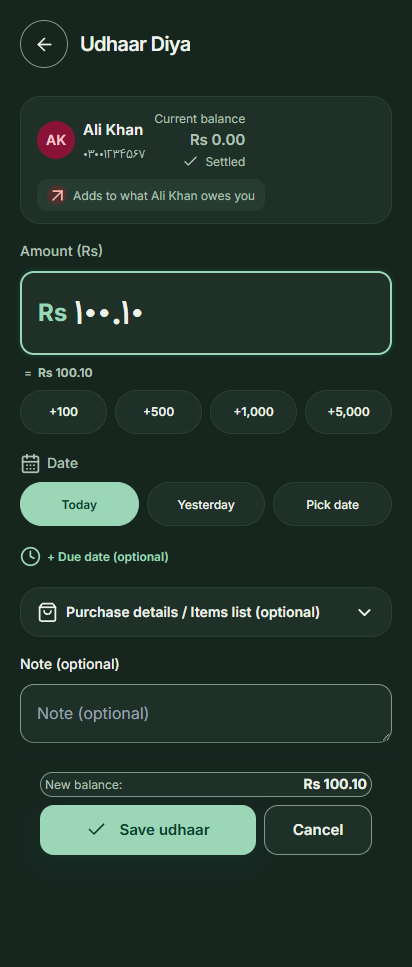 Udhaar Diya
AK
Ali Khan
۰۳۰۰۱۲۳۴۵۶۷
Current balance
Rs 0.00
Settled
Adds to what Ali Khan owes you
Amount (Rs)
Rs ۱۰۰.۱۰
= Rs 100.10
+100 +500 +1,000 +5,000
Date
Today Yesterday Pick date
+ Due date (optional)
Purchase details / Items list (optional)
Note (optional)
Note (optional)
New balance: Rs 100.10
Save udhaar Cancel